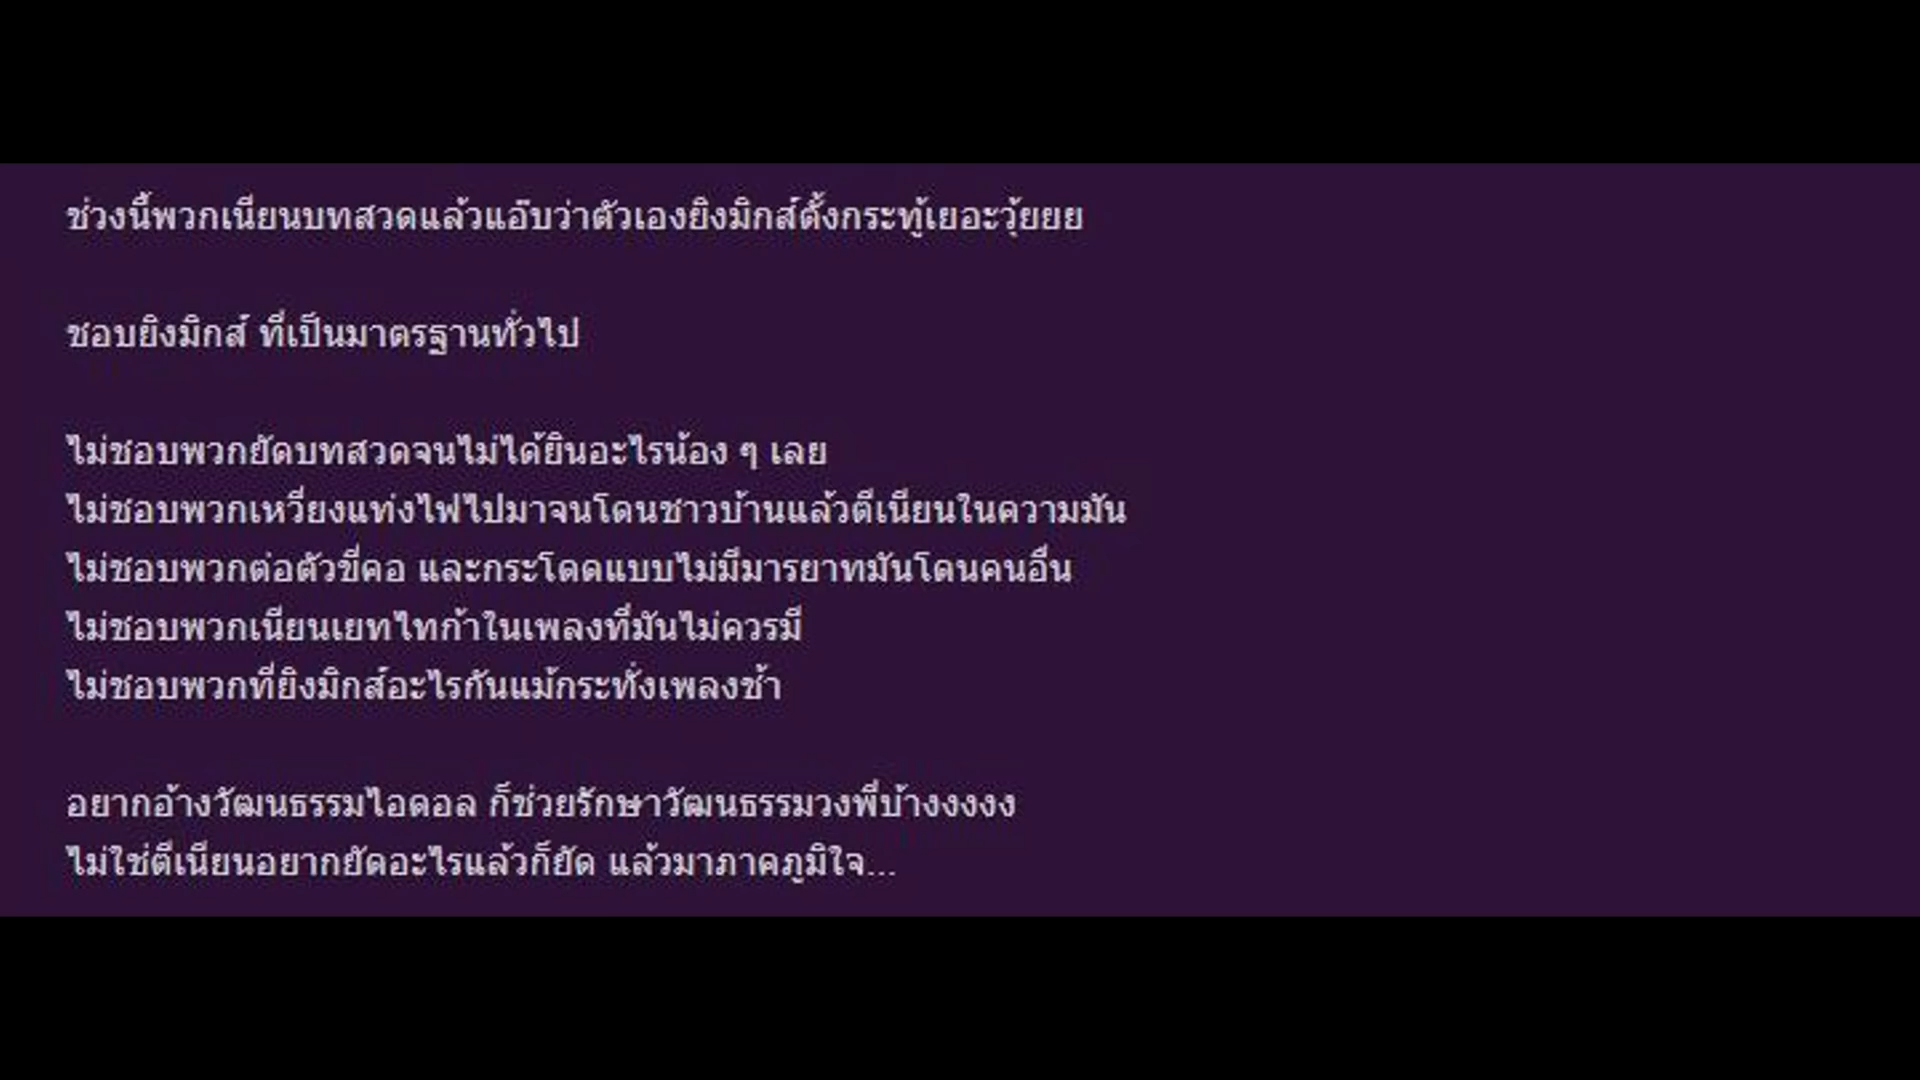 ช่วงนี้พวกเนียนบทสวดแล้วแอ๊บว่าตัวเองยิงมิกส์ตั้งกระทู้เยอะวุ้ยยย
ชอบยิงมิกส์ ที่เป็นมาตรฐานทั่วไป
ไม่ชอบพวกยัดบทสวดจนไม่ได้ยินอะไรน้อง ๆ เลย
ไม่ชอบพวกเหวี่ยงแท่งไฟไปมาจนโดนชาวบ้านแล้วตีเนียนในความมัน
ไม่ชอบพวกต่อตัวขี่คอ และกระโดดแบบไม่มีมารยาทมันโดนคนอื่น
ไม่ชอบพวกเนียนเยทไทก้าในเพลงที่มันไม่ควรมี
ไม่ชอบพวกที่ยิงมิกส์อะไรกันแม้กระทั่งเพลงช้า
อยากอ้างวัฒนธรรมไอดอล ก็ช่วยรักษาวัฒนธรรมวงพี่บ้างงงงง
ไม่ใช่ตีเนียนอยากยัดอะไรแล้วก็ยัด แล้วมาภาคภูมิใจ...